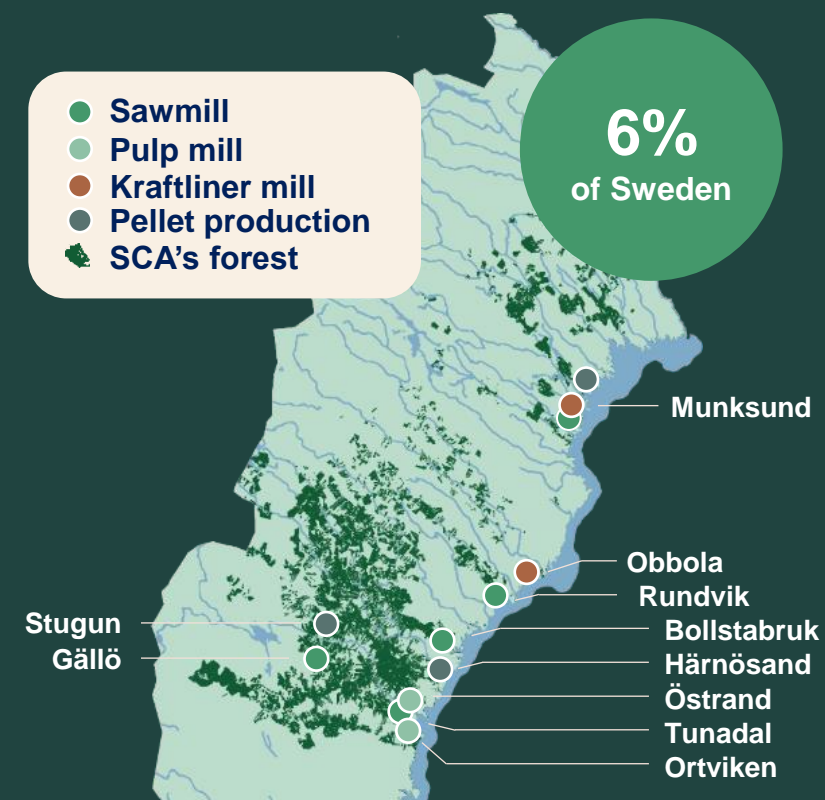 Sawmill
Pulp mill
Kraftliner mill
Pellet production
SCA’s forest
6%
of Sweden
Munksund
Obbola
Rundvik
Bollstabruk
Härnösand
Östrand
Tunadal
Ortviken
Stugun
Gällö